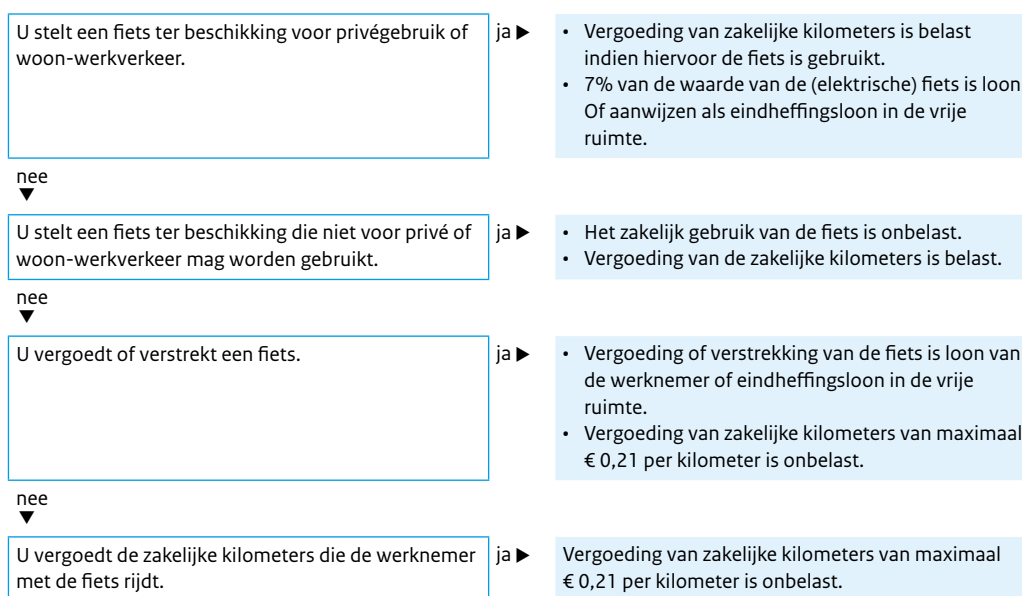 U stelt een fiets ter beschikking voor privégebruik of
woon-werkverkeer.
ja ▶
• Vergoeding van zakelijke kilometers is belast
indien hiervoor de fiets is gebruikt.
• 7% van de waarde van de (elektrische) fiets is loon
Of aanwijzen als eindheffingsloon in de vrije
ruimte.
nee
▼
U stelt een fiets ter beschikking die niet voor privé of
woon-werkverkeer mag worden gebruikt.
ja ▶
• Het zakelijk gebruik van de fiets is onbelast.
• Vergoeding van de zakelijke kilometers is belast.
nee
▼
U vergoedt of verstrekt een fiets.
ja ▶
• Vergoeding of verstrekking van de fiets is loon van
de werknemer of eindheffingsloon in de vrije
ruimte.
• Vergoeding van zakelijke kilometers van maximaal
€ 0,21 per kilometer is onbelast.
nee
▼
U vergoedt de zakelijke kilometers die de werknemer
met de fiets rijdt.
ja ▶
Vergoeding van zakelijke kilometers van maximaal
€ 0,21 per kilometer is onbelast.